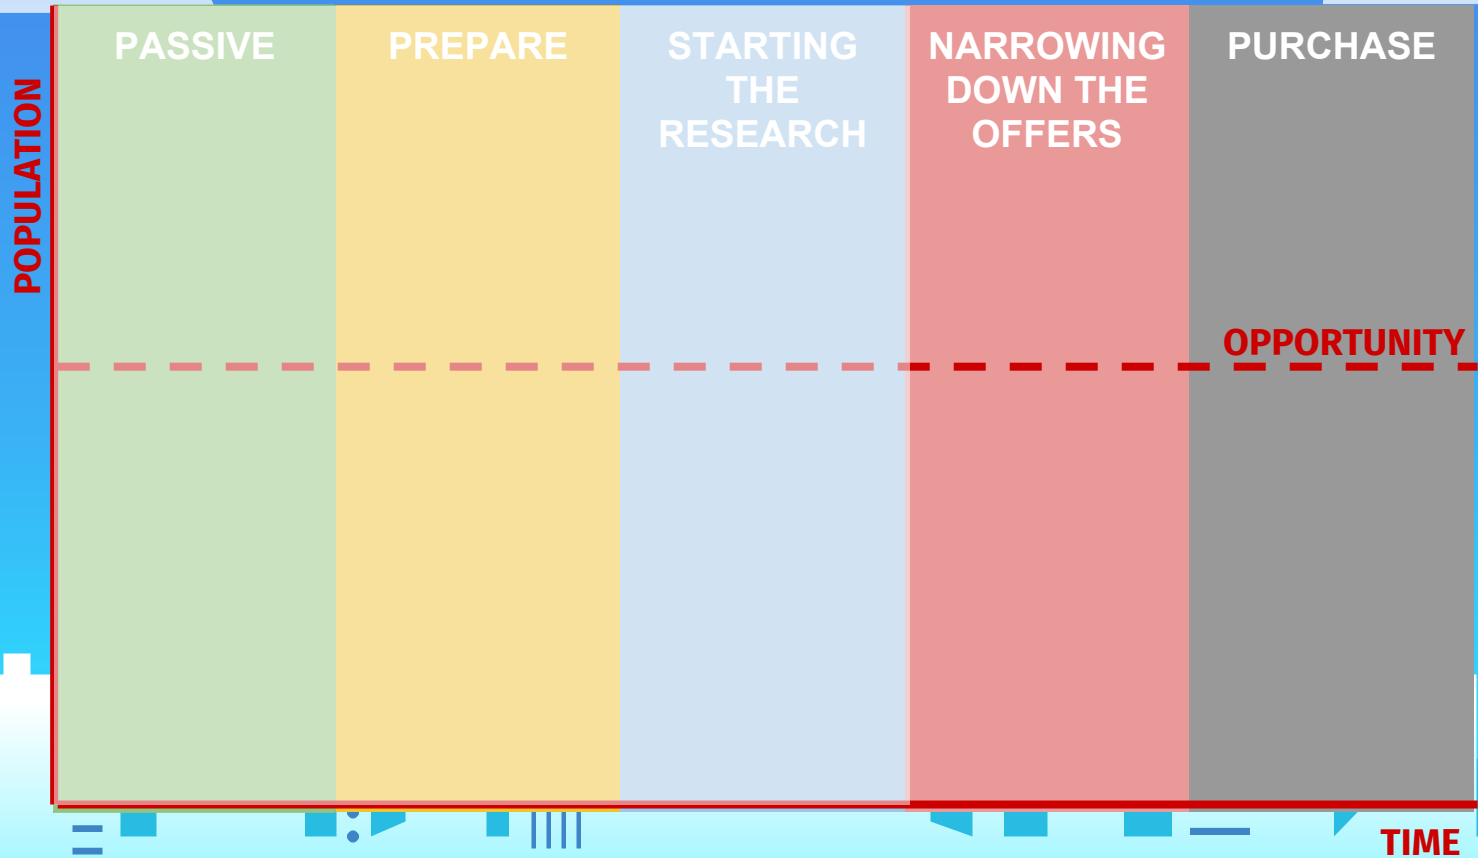 PASSIVE
PREPARE
STARTING
THE
RESEARCH
NARROWING
DOWN THE
OFFERS
PURCHASE
POPULATION
OPPORTUNITY
TIME